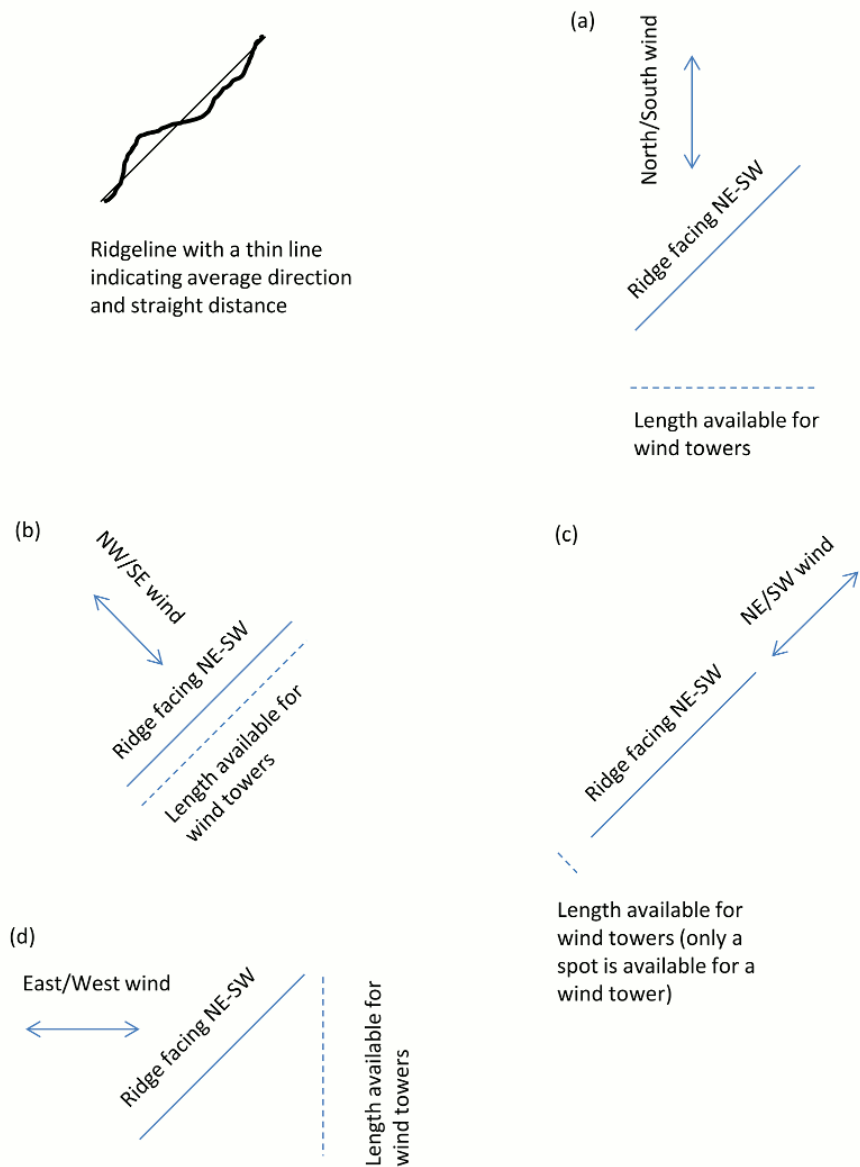 Ridgeline with a thin line
indicating average direction
and straight distance
(a)
North/South wind
Ridge facing NE-SW
Length available for
wind towers
(b)
NW/SE wind
Ridge facing NE-SW
Length available for
wind towers
(c)
NE/SW wind
Ridge facing NE-SW
Length available for
wind towers (only a
spot is available for a
wind tower)
(d)
East/West wind
Ridge facing NE-SW
Length available for
wind towers